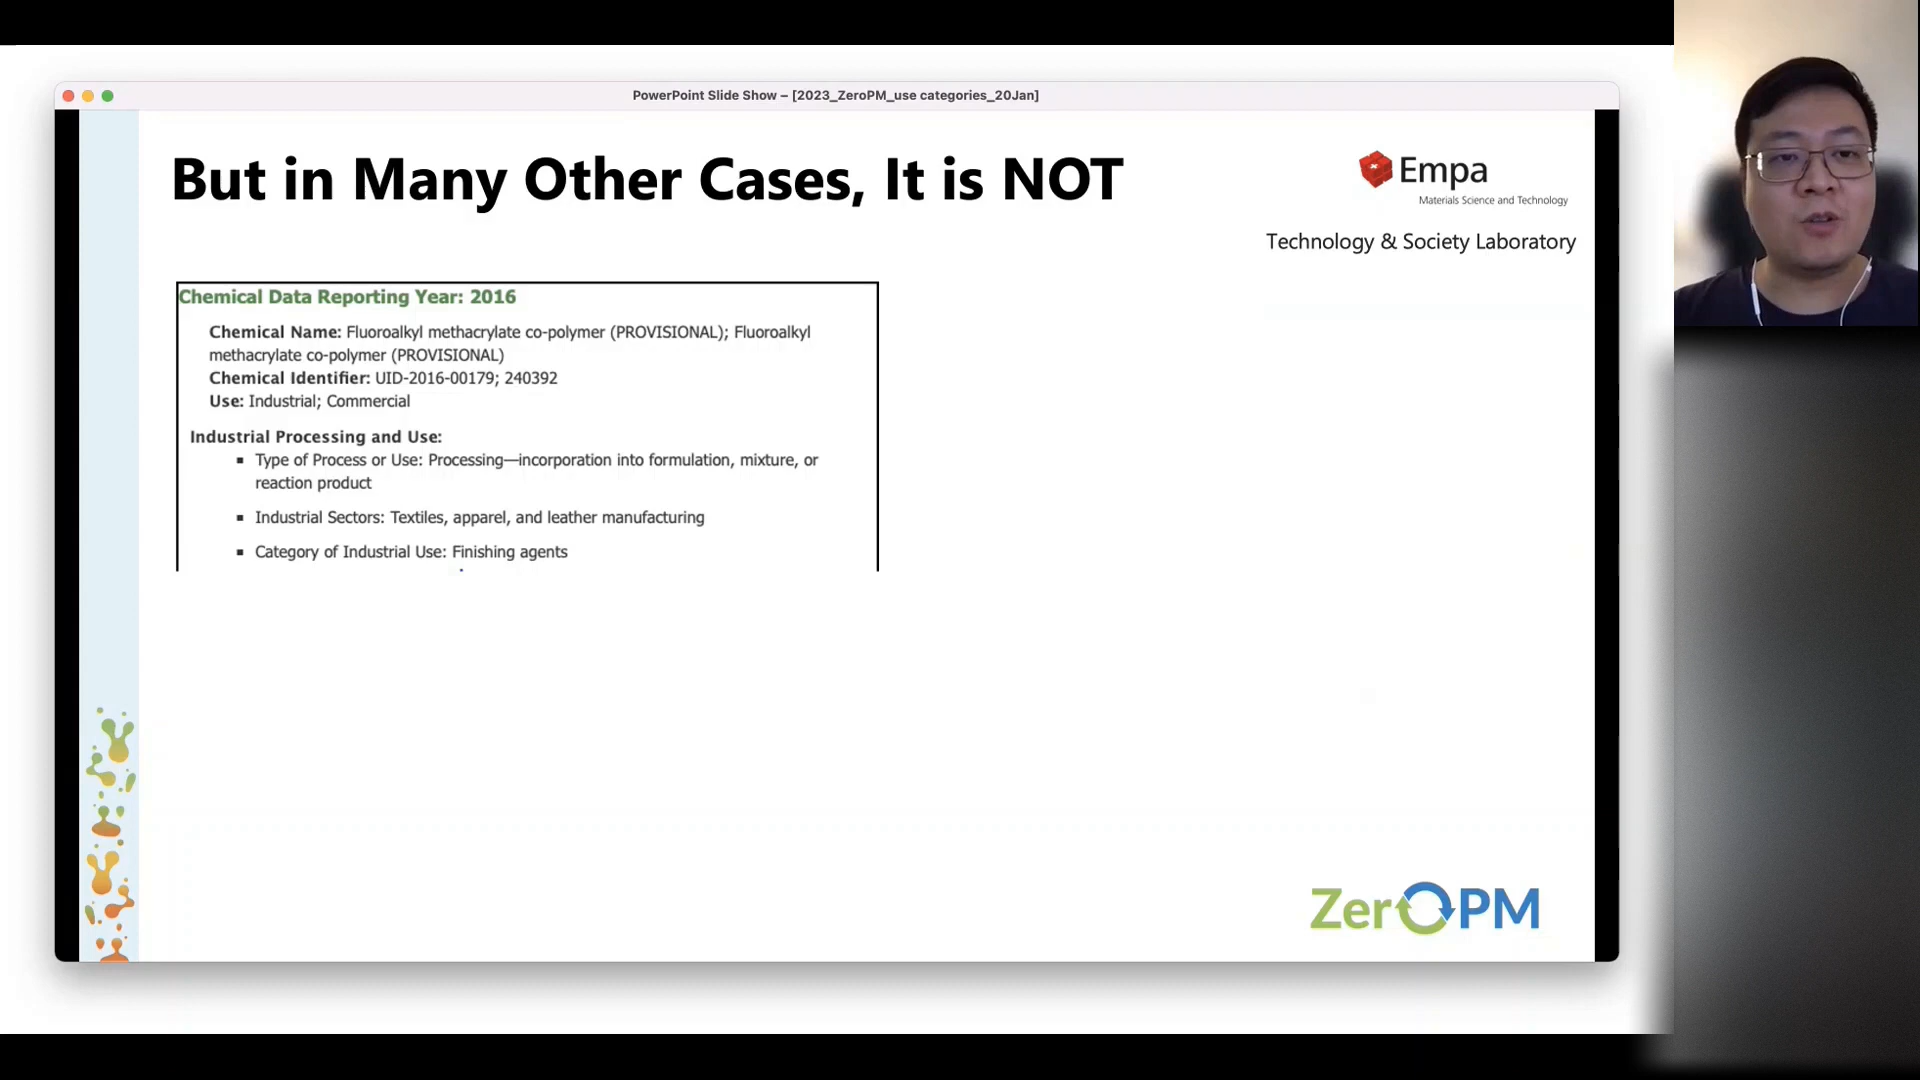 PowerPoint Slide Show – [2023_ZeroPM_use categories_20Jan]
But in Many Other Cases, It is NOT
Empa
Materials Science and Technology
Technology & Society Laboratory
Chemical Data Reporting Year: 2016
Chemical Name: Fluoroalkyl methacrylate co-polymer (PROVISIONAL); Fluoroalkyl
methacrylate co-polymer (PROVISIONAL)
Chemical Identifier: UID-2016-00179; 240392
Use: Industrial; Commercial
Industrial Processing and Use:
▪ Type of Process or Use: Processing—incorporation into formulation, mixture, or
reaction product
▪ Industrial Sectors: Textiles, apparel, and leather manufacturing
▪ Category of Industrial Use: Finishing agents
ZeroPM